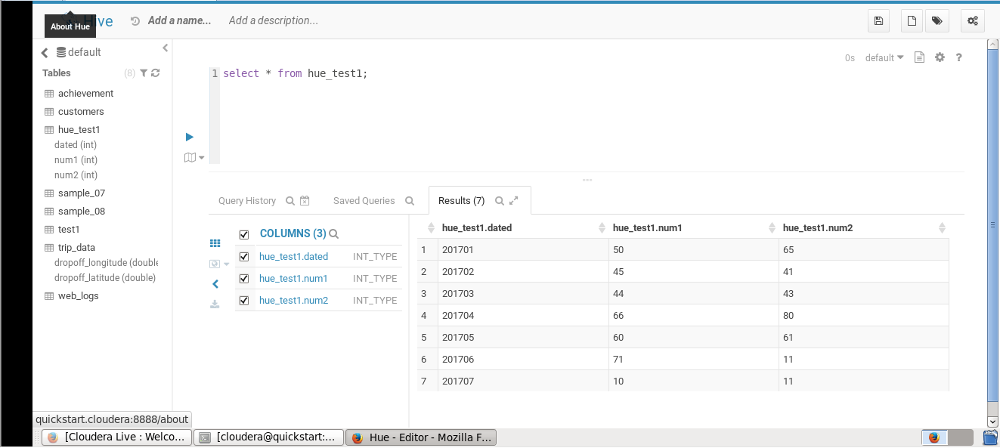 Hive
About Hue
Add a name...
Add a description...
default
Tables (8)
achievement
customers
hue_test1
dated (int)
num1 (int)
num2 (int)
sample_07
sample_08
test1
trip_data
dropoff_longitude (double
dropoff_latitude (double)
web_logs
0s default ?
1 select * from hue_test1;
Query History
Saved Queries
Results (7)
COLUMNS (3)
hue_test1.dated INT_TYPE
hue_test1.num1 INT_TYPE
hue_test1.num2 INT_TYPE
hue_test1.dated hue_test1.num1 hue_test1.num2
1 201701 50 65
2 201702 45 41
3 201703 44 43
4 201704 66 80
5 201705 60 61
6 201706 71 11
7 201707 10 11
quickstart.cloudera:8888/about
[Cloudera Live : Welco...
[cloudera@quickstart:...
Hue - Editor - Mozilla F...